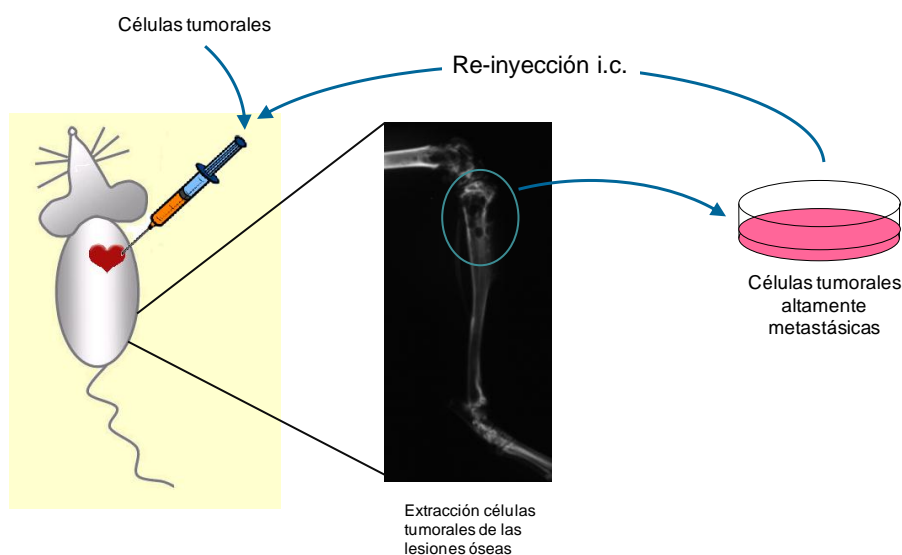 Células tumorales
Re-inyección i.c.
Células tumorales
altamente
metastásicas
Extracción células
tumorales de las
lesiones óseas